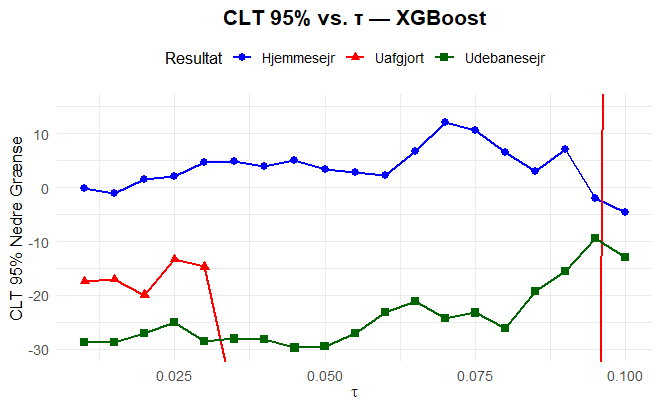 CLT 95% vs. τ — XGBoost
Resultat Hjemmesejr Uafgjort Udebanesejr
CLT 95% Nedre Grænse
10
0
-10
-20
-30
0.025 0.050 0.075 0.100
τ